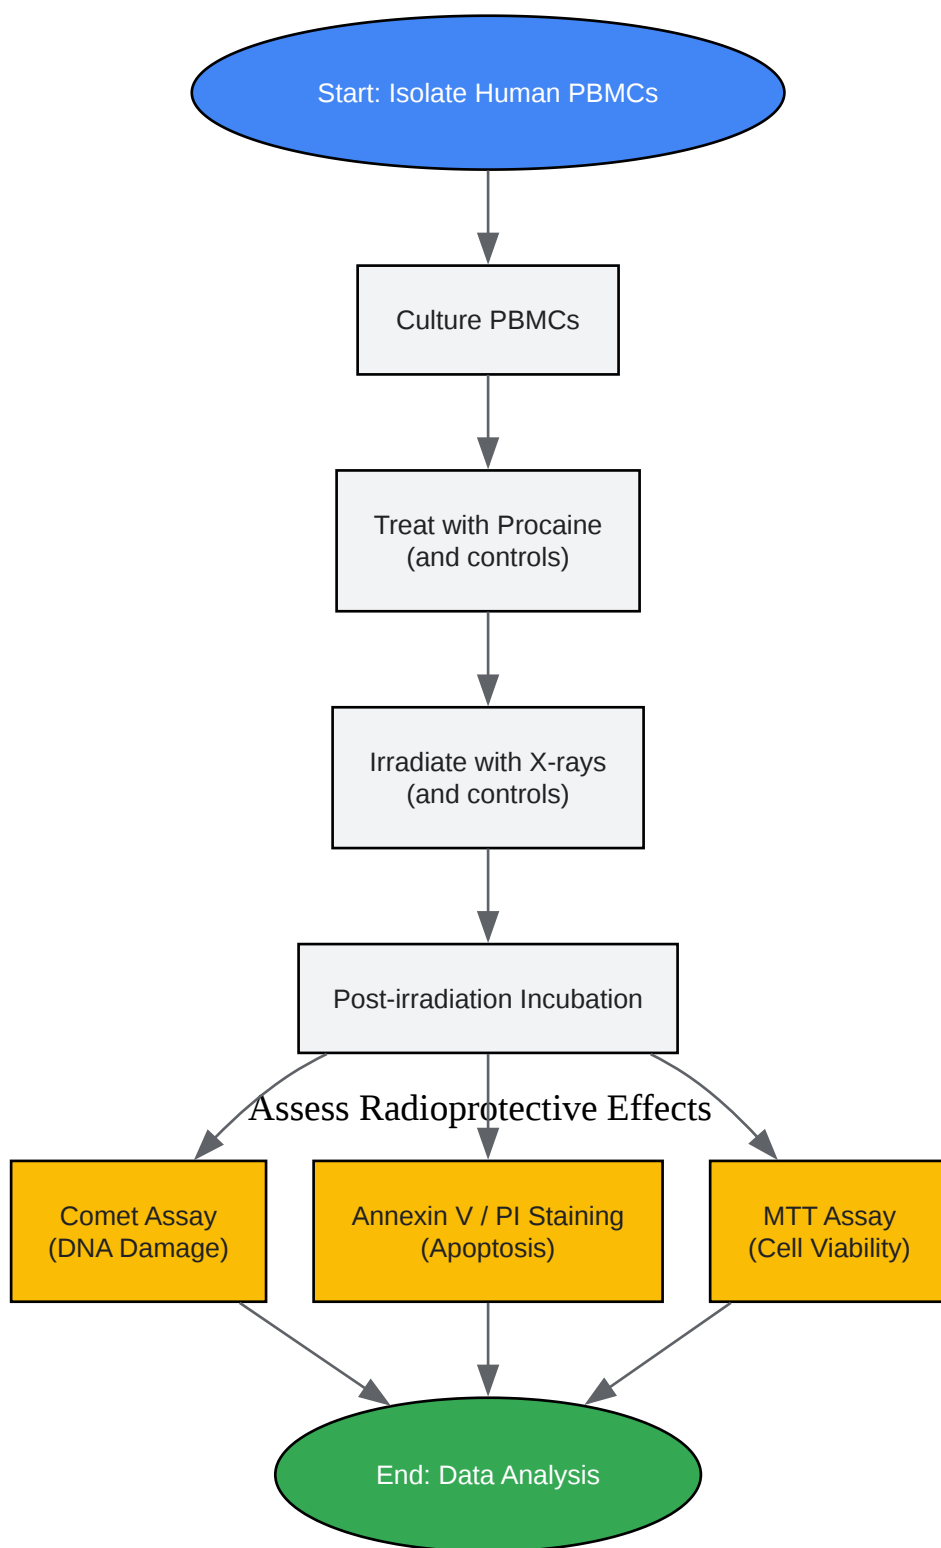 Start: Isolate Human PBMCs
Culture PBMCs
Treat with Procaine
(and controls)
Irradiate with X-rays
(and controls)
Post-irradiation Incubation
Assess Radioprotective Effects
Comet Assay
(DNA Damage)
Annexin V / PI Staining
(Apoptosis)
MTT Assay
(Cell Viability)
End: Data Analysis